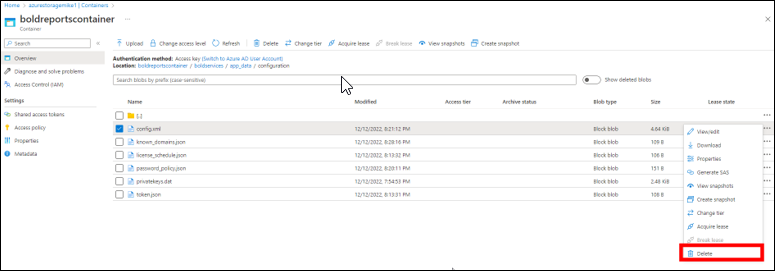 Home > azurestoragemike1 | Containers >
boldreportscontainer ...
Container
Search
Overview
Diagnose and solve problems
Access Control (IAM)
Settings
Shared access tokens
Access policy
Properties
Metadata
Upload Change access level Refresh Delete Change tier Acquire lease Break lease View snapshots Create snapshot
Authentication method: Access key (Switch to Azure AD User Account)
Location: boldreportscontainer / boldservices / app_data / configuration
Search blobs by prefix (case-sensitive)
Show deleted blobs
Name Modified Access tier Archive status Blob type Size Lease state
[..]
config.xml 12/12/2022, 8:21:12 PM Block blob 4.64 KiB
known_domains.json 12/12/2022, 8:20:16 PM Block blob 109 B
license_schedule.json 12/12/2022, 8:13:32 PM Block blob 106 B
password_policy.json 12/12/2022, 8:20:11 PM Block blob 151 B
privatekeys.dat 12/12/2022, 7:54:53 PM Block blob 2.48 KiB
token.json 12/12/2022, 8:13:31 PM Block blob 108 B
View/edit
Download
Properties
Generate SAS
View snapshots
Create snapshot
Change tier
Acquire lease
Break lease
Delete